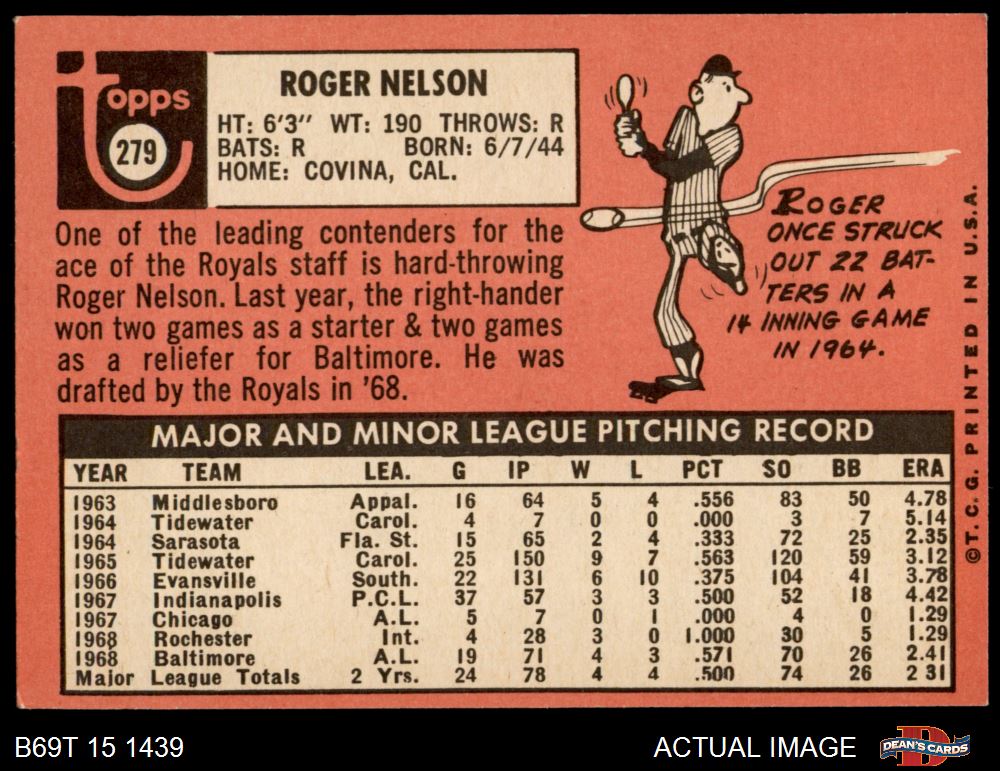 Topps
279
ROGER NELSON
HT: 6'3" WT: 190 THROWS: R
BATS: R BORN: 6/7/44
HOME: COVINA, CAL.
One of the leading contenders for the
ace of the Royals staff is hard-throwing
Roger Nelson. Last year, the right-hander
won two games as a starter & two games
as a reliefer for Baltimore. He was
drafted by the Royals in '68.
ROGER
ONCE STRUCK
OUT 22 BAT-
TERS IN A
14 INNING GAME
IN 1964.
MAJOR AND MINOR LEAGUE PITCHING RECORD
YEAR TEAM LEA. G IP W L PCT SO BB ERA
1963 Middlesboro Appal. 16 64 5 4 .556 83 50 4.78
1964 Tidewater Carol. 4 7 0 0 .000 3 7 5.14
1964 Sarasota Fla. St. 15 65 2 4 .333 72 25 2.35
1965 Tidewater Carol. 25 150 9 7 .563 120 59 3.12
1966 Evansville South. 22 131 6 10 .375 104 41 3.78
1967 Indianapolis P.C.L. 37 57 3 3 .500 52 18 4.42
1967 Chicago A.L. 5 7 0 1 .000 4 0 1.29
1968 Rochester Int. 4 28 3 0 1.000 30 5 1.29
1968 Baltimore A.L. 19 71 4 3 .571 70 26 2.41
Major League Totals 2 Yrs. 24 78 4 4 .500 74 26 2 31
©T. C. G. PRINTED IN U.S.A.
B69T 15 1439
ACTUAL IMAGE
DEAN'S CARDS